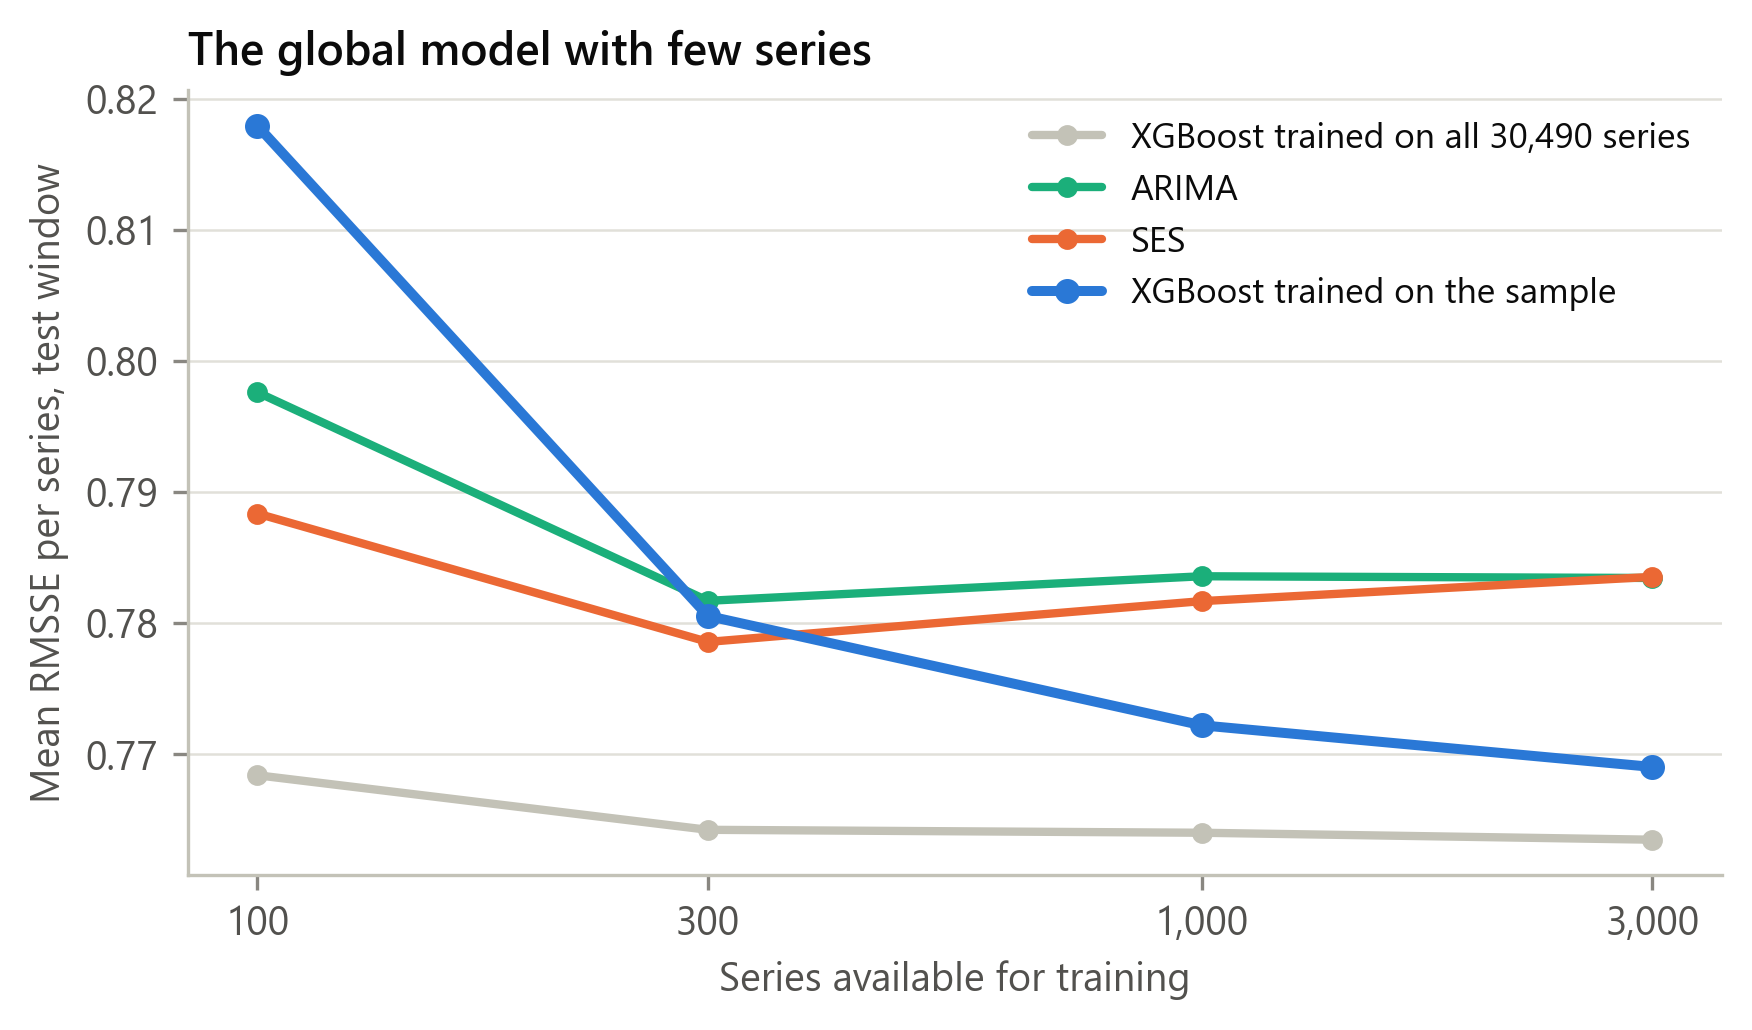 The global model with few series
0.82
0.81
0.80
0.79
0.78
0.77
Mean RMSSE per series, test window
XGBoost trained on all 30,490 series
ARIMA
SES
XGBoost trained on the sample
100
300
1,000
3,000
Series available for training